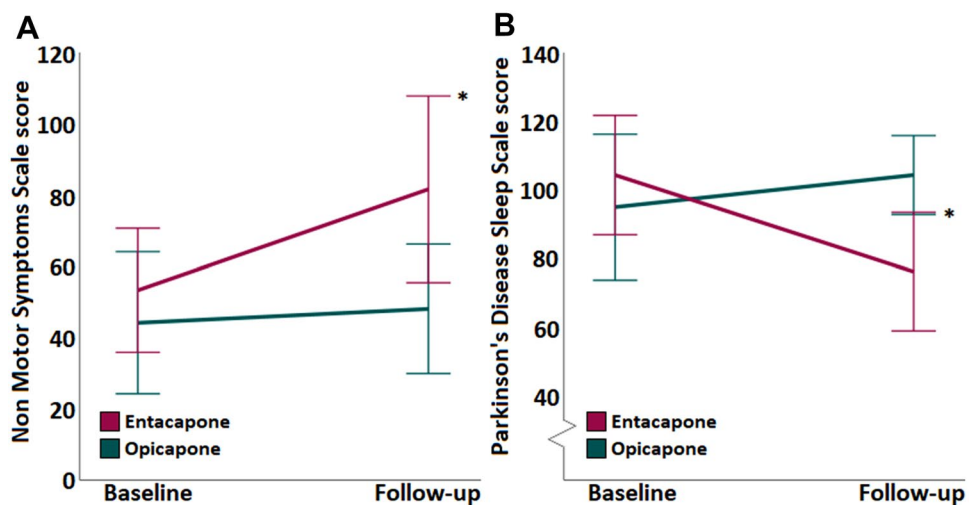 A
Non Motor Symptoms Scale score
120
100
80
60
40
20
0
*
Entacapone
Opicapone
Baseline
Follow-up
B
Parkinson's Disease Sleep Scale score
140
120
100
80
60
40
*
Entacapone
Opicapone
Baseline
Follow-up